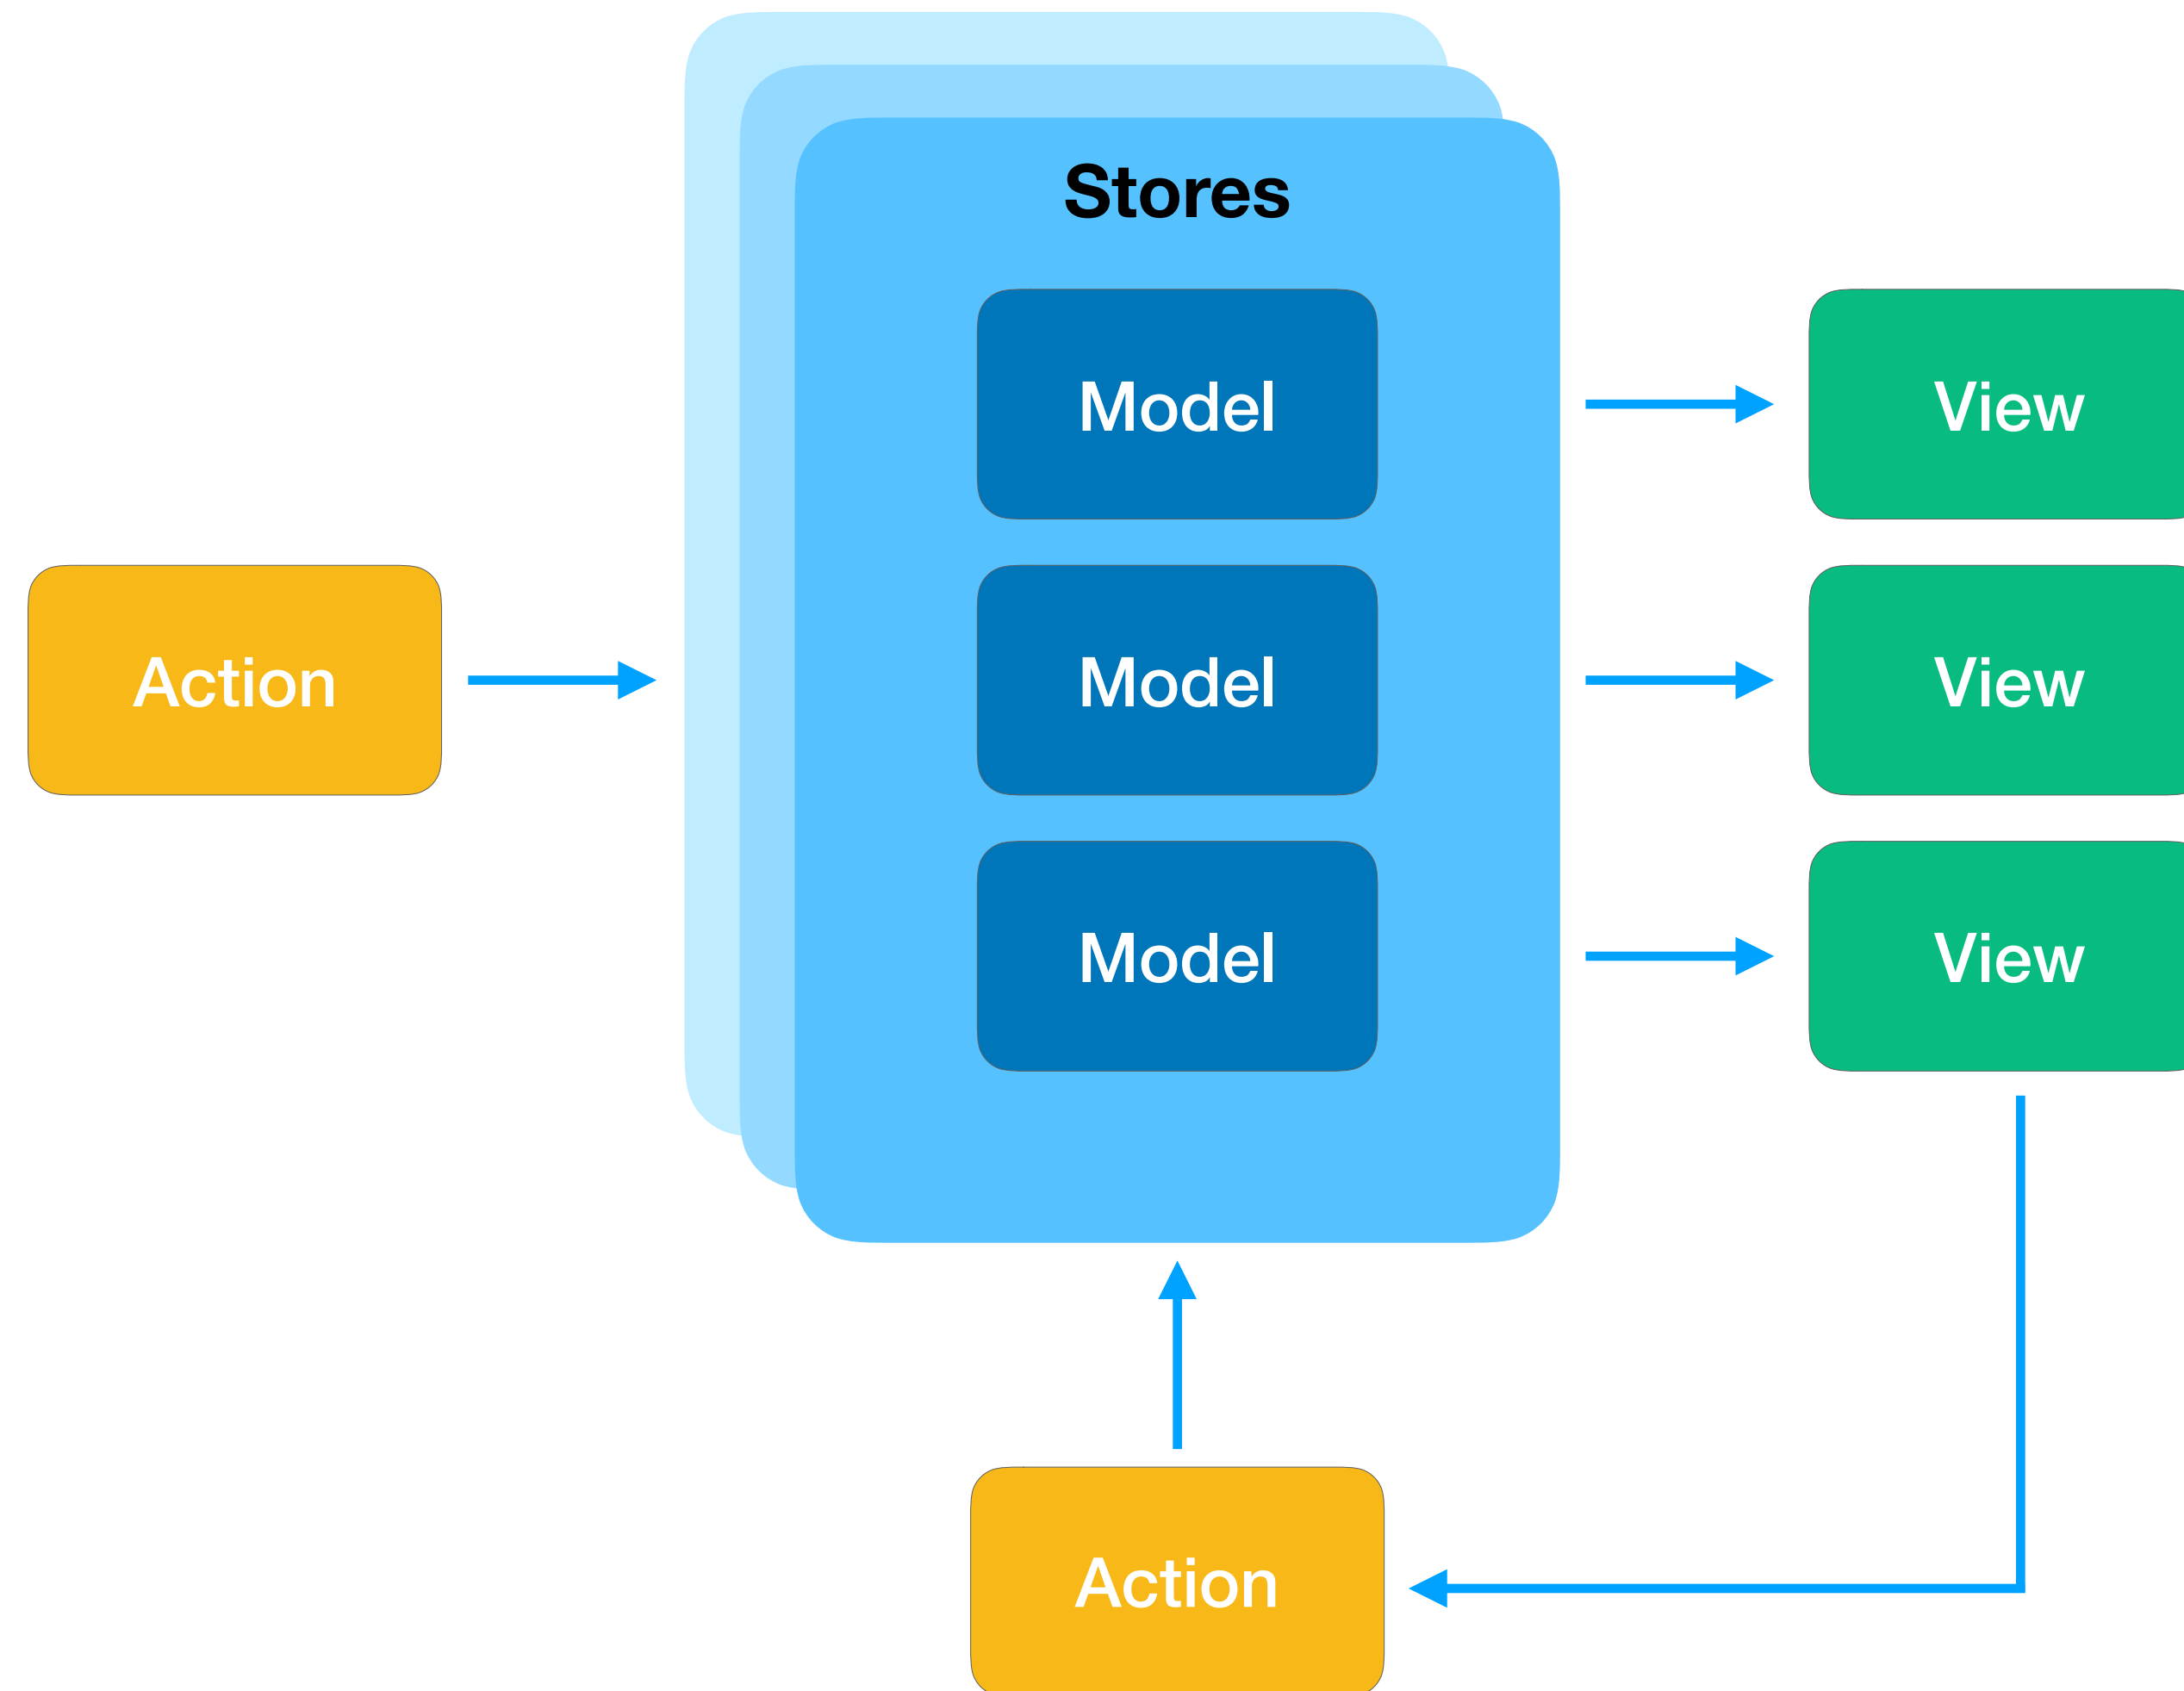 Stores
Model
View
Action
Model
View
Model
View
Action